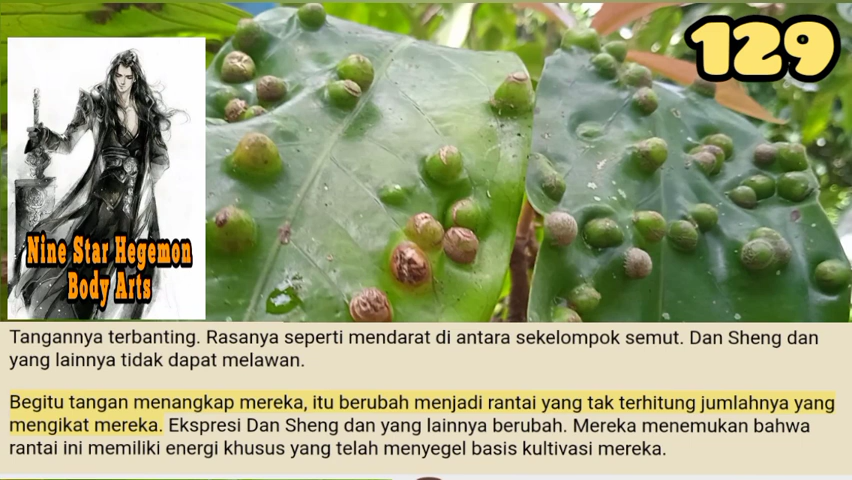 129
Nine Star Hegemon
Body Arts
Tangannya terbanting. Rasanya seperti mendarat di antara sekelompok semut. Dan Sheng dan
yang lainnya tidak dapat melawan.
Begitu tangan menangkap mereka, itu berubah menjadi rantai yang tak terhitung jumlahnya yang
mengikat mereka. Ekspresi Dan Sheng dan yang lainnya berubah. Mereka menemukan bahwa
rantai ini memiliki energi khusus yang telah menyegel basis kultivasi mereka.